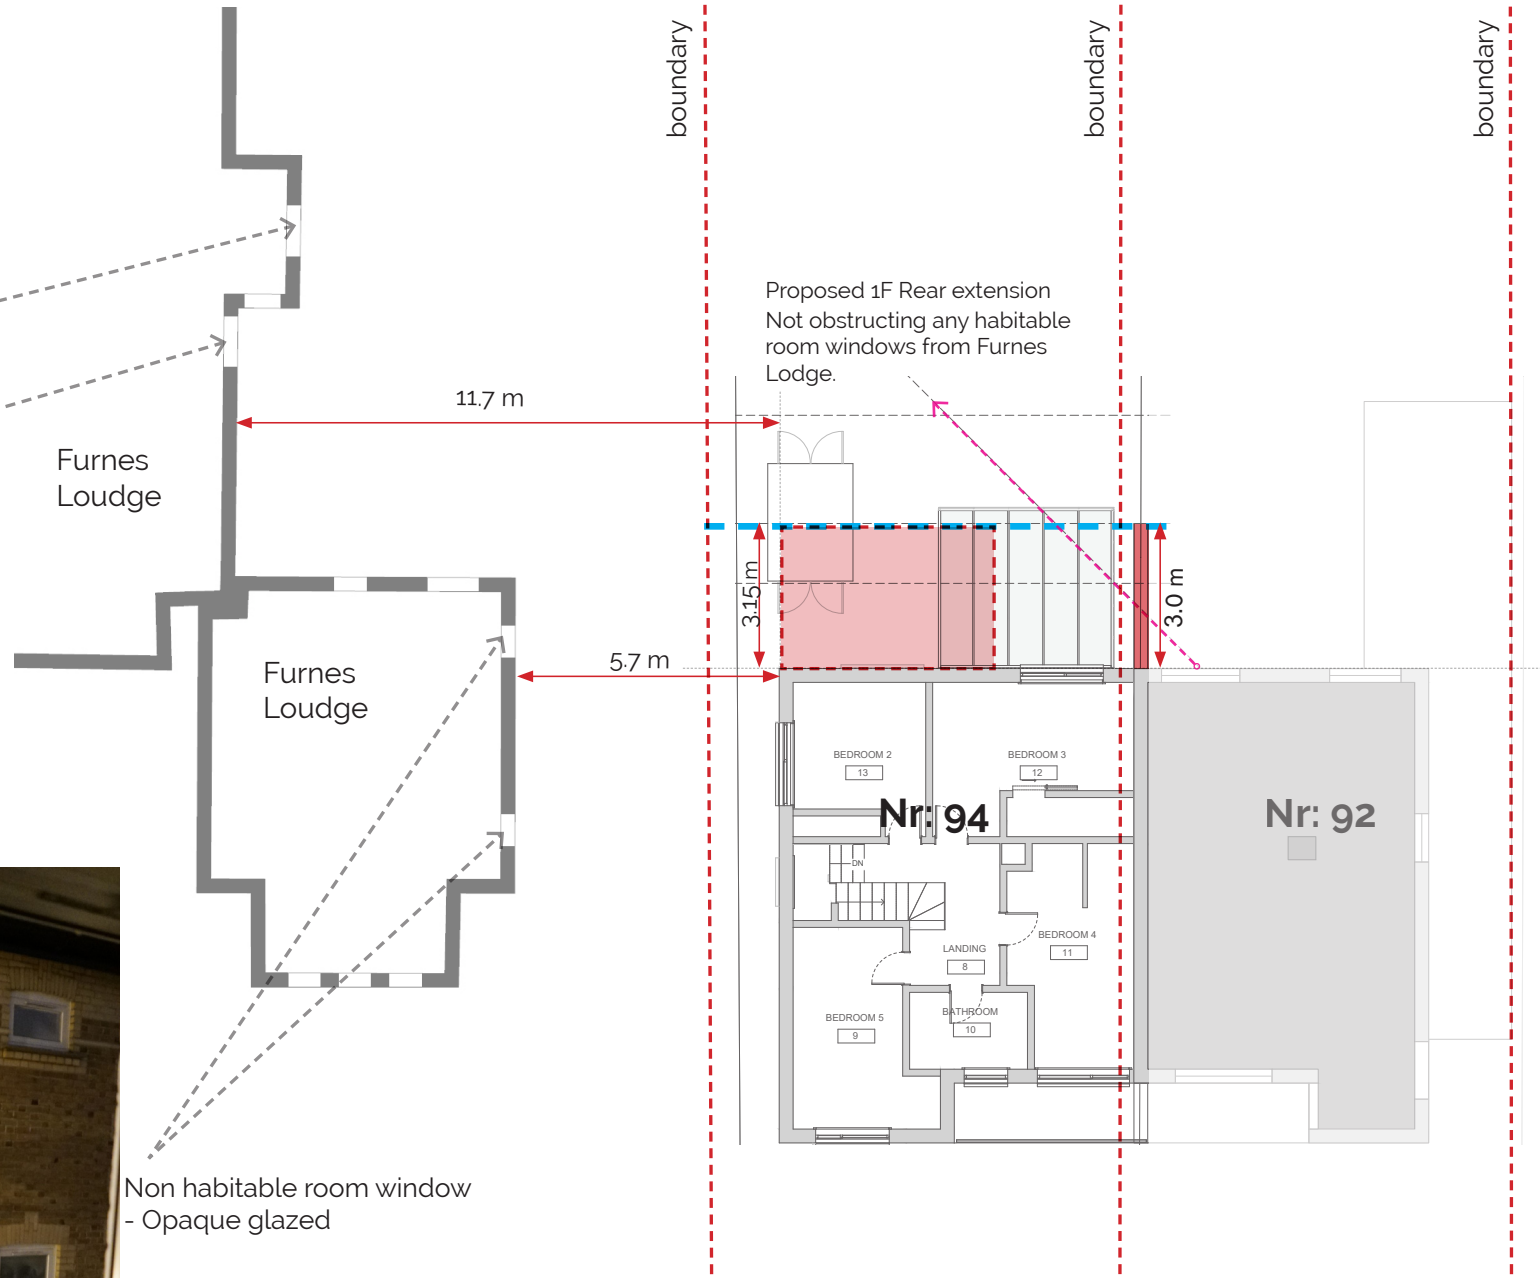 boundary
boundary
boundary
Proposed 1F Rear extension
Not obstructing any habitable
room windows from Furnes
Lodge.
11.7 m
Furnes
Loudge
3.15 m
3.0 m
5.7 m
Furnes
Loudge
BEDROOM 2
13
BEDROOM 3
12
Nr: 94
Nr: 92
DN
BEDROOM 4
11
LANDING
8
BEDROOM 5
9
BATHROOM
10
Non habitable room window
- Opaque glazed